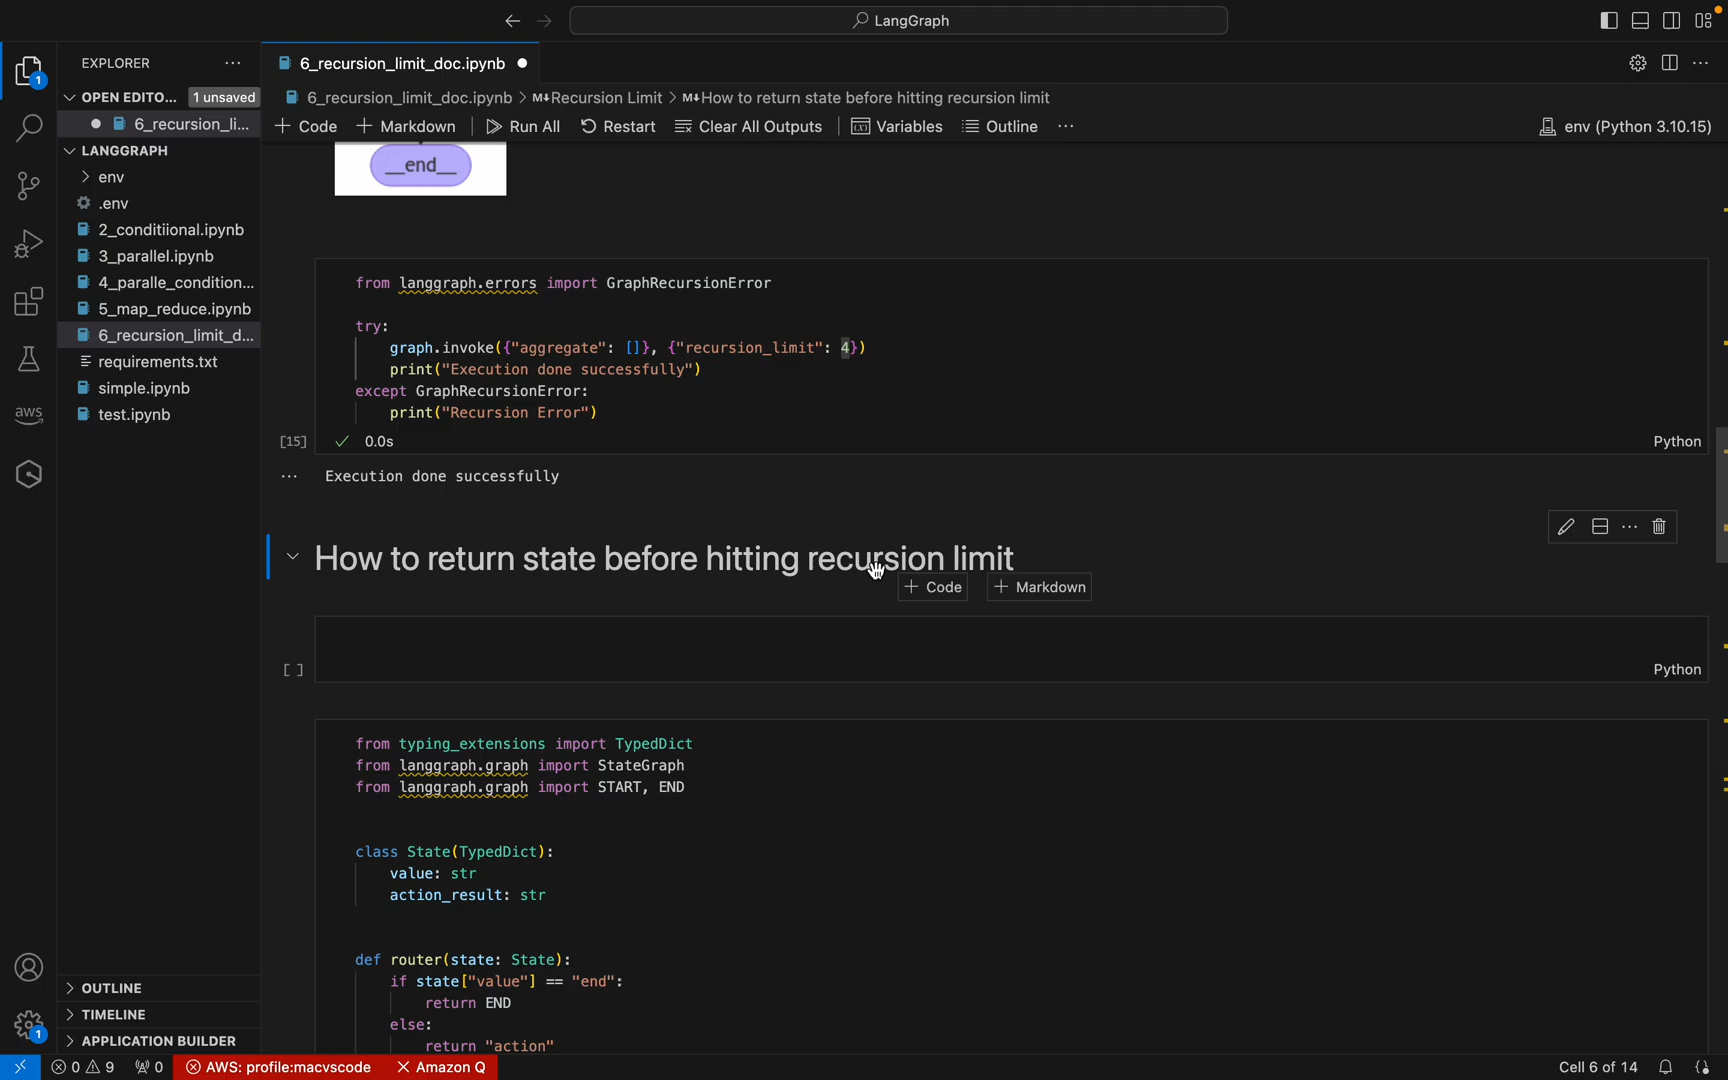 LangGraph
EXPLORER
6_recursion_limit_doc.ipynb
1
OPEN EDITO... 1 unsaved
6_recursion_limit_doc.ipynb > M↓Recursion Limit > M↓How to return state before hitting recursion limit
6_recursion_li...
+ Code + Markdown Run All Restart Clear All Outputs Variables Outline ... env (Python 3.10.15)
LANGGRAPH
env
.env
2_conditiional.ipynb
3_parallel.ipynb
4_paralle_condition...
5_map_reduce.ipynb
6_recursion_limit_d...
requirements.txt
simple.ipynb
test.ipynb
aws
__end__
from langgraph.errors import GraphRecursionError
try:
graph.invoke({"aggregate": []}, {"recursion_limit": 4})
print("Execution done successfully")
except GraphRecursionError:
print("Recursion Error")
[15] 0.0s Python
... Execution done successfully
How to return state before hitting recursion limit
+ Code + Markdown
[ ] Python
from typing_extensions import TypedDict
from langgraph.graph import StateGraph
from langgraph.graph import START, END
class State(TypedDict):
value: str
action_result: str
def router(state: State):
if state["value"] == "end":
return END
else:
return "action"
OUTLINE
TIMELINE
APPLICATION BUILDER
1
0 9 0 AWS: profile:macvscode Amazon Q Cell 6 of 14